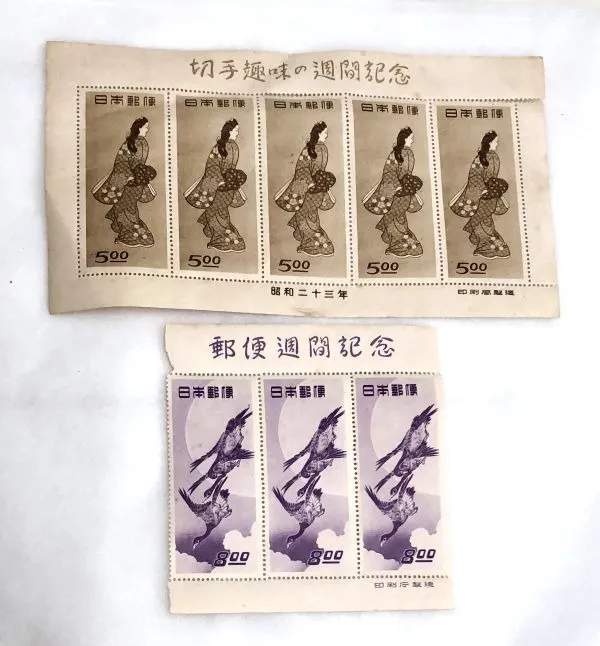 切手趣味の週間記念
日本郵便 日本郵便 日本郵便 日本郵便 日本郵便
5.00 5.00 5.00 5.00 5.00
昭和二十三年 印刷局製造
郵便週間記念
日本郵便 日本郵便 日本郵便
8.00 8.00 8.00
印刷庁製造